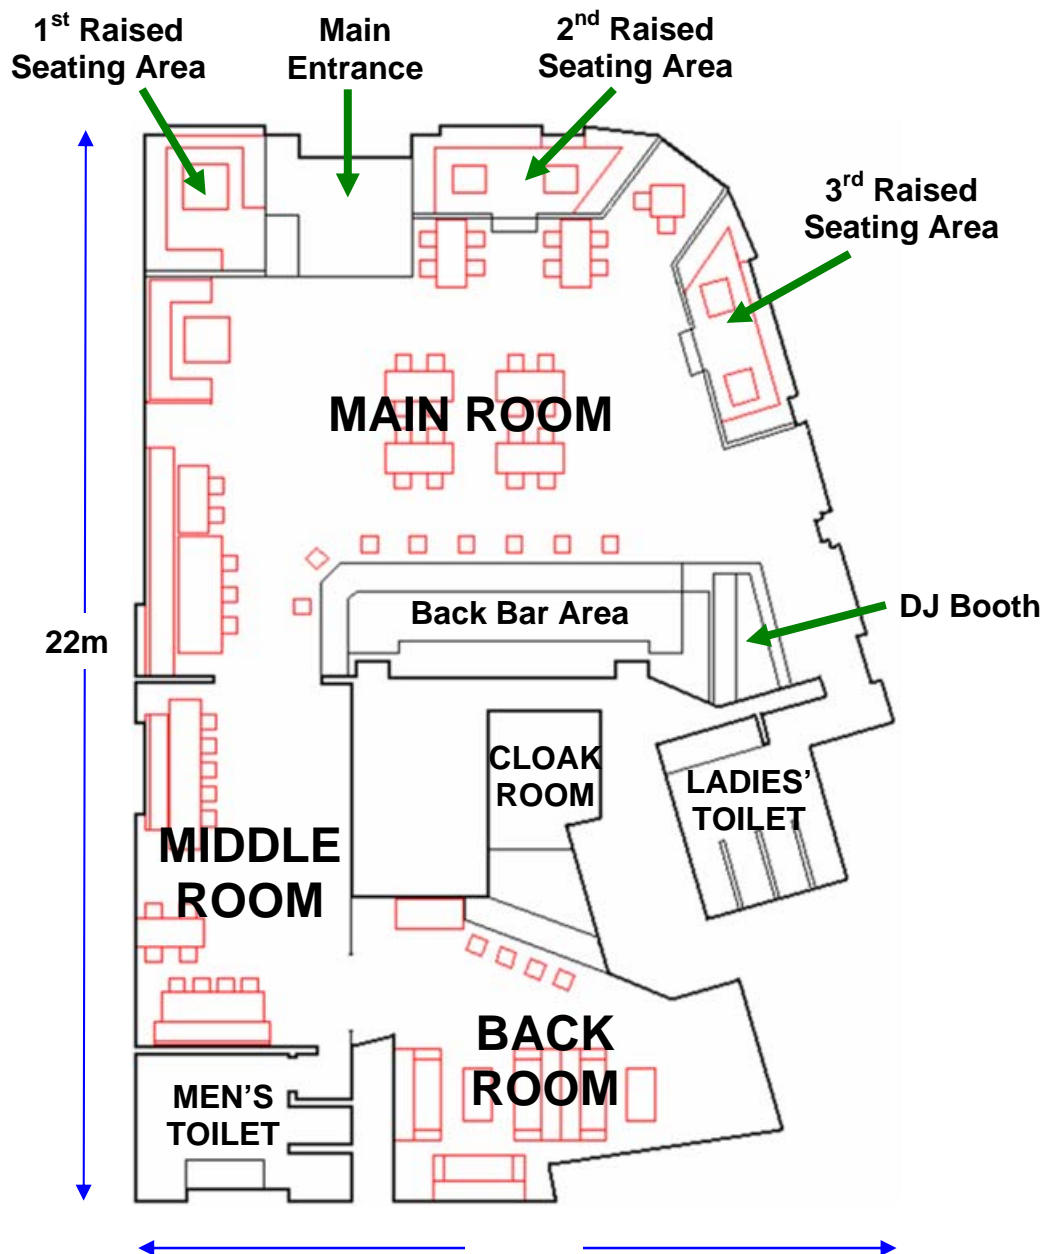 1st Raised
Seating Area
Main
Entrance
2nd Raised
Seating Area
3rd Raised
Seating Area
MAIN ROOM
Back Bar Area
DJ Booth
22m
CLOAK
ROOM
LADIES’
TOILET
MIDDLE
ROOM
BACK
ROOM
MEN’S
TOILET